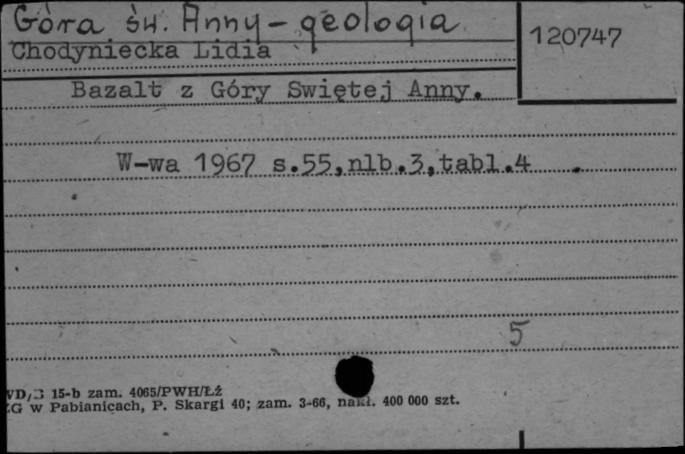 Góra św. Anny - geologia
120747
Chodyniecka Lidia
Bazalt z Góry Swiętej Anny.
W-wa 1967 s.55,nlb.3,tabl.4
5
15-b zam. 4065/PWH/Łź
w Pabianicach, P. Skargi 40; zam. 3-66, nakł. 400 000 szt.